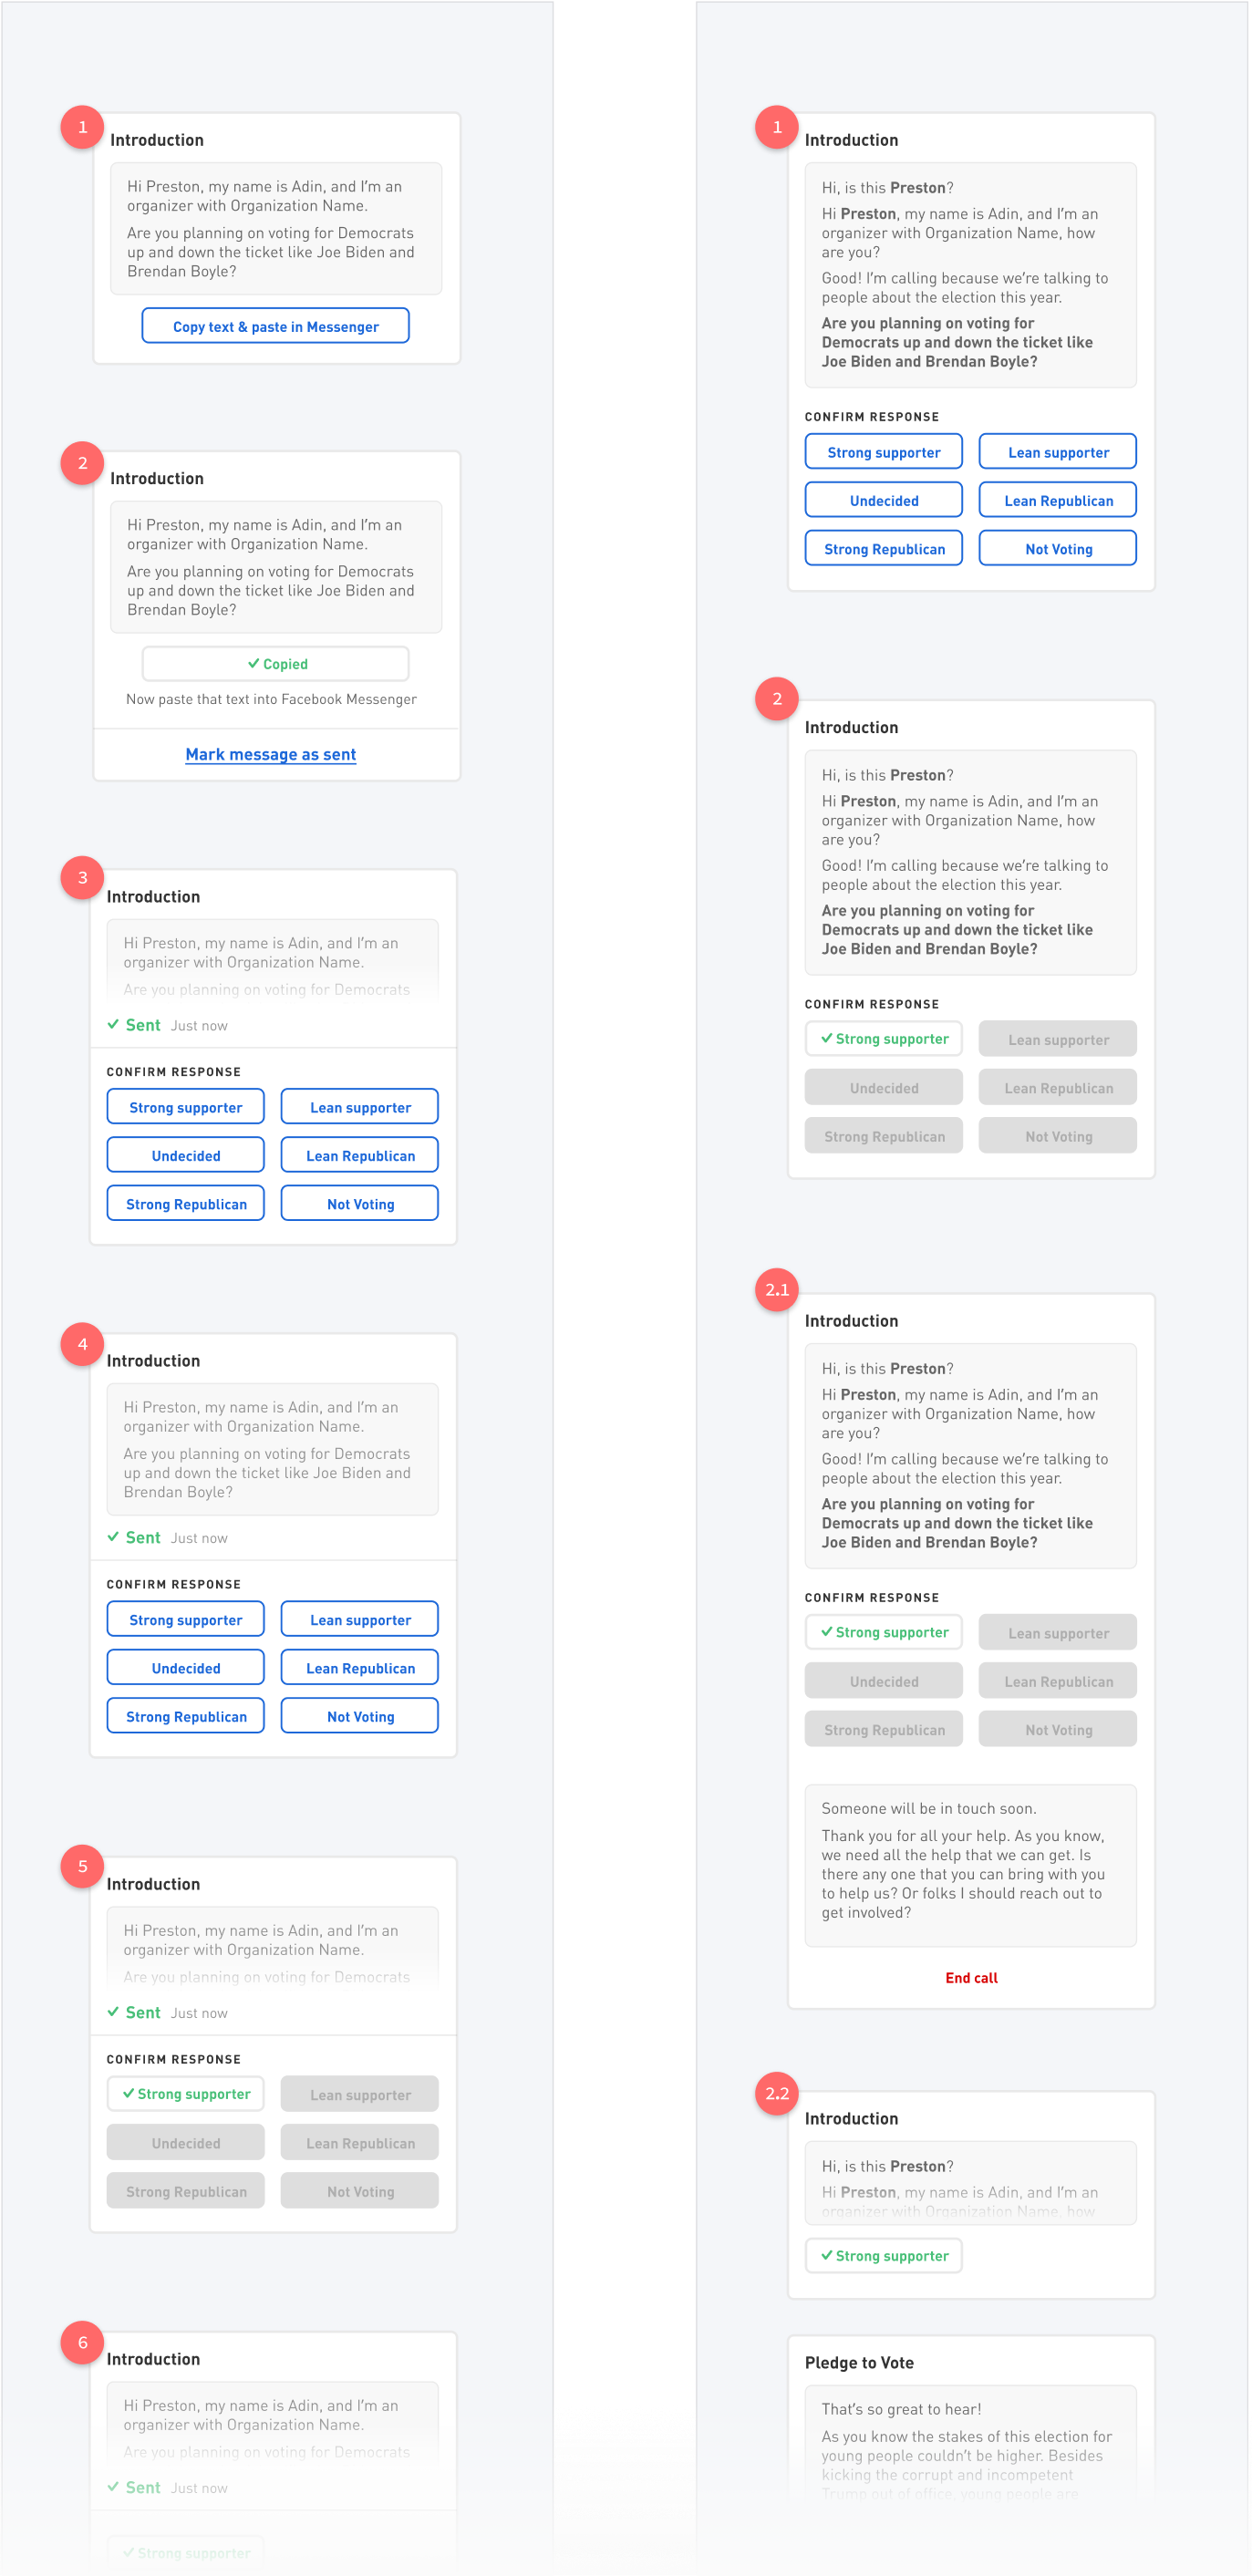 1
Introduction
Hi Preston, my name is Adin, and I'm an
organizer with Organization Name.
Are you planning on voting for Democrats
up and down the ticket like Joe Biden and
Brendan Boyle?
Copy text & paste in Messenger
2
Introduction
Hi Preston, my name is Adin, and I'm an
organizer with Organization Name.
Are you planning on voting for Democrats
up and down the ticket like Joe Biden and
Brendan Boyle?
Copied
Now paste that text into Facebook Messenger
Mark message as sent
3
Introduction
Hi Preston, my name is Adin, and I'm an
organizer with Organization Name.
Are you planning on voting for Democrats
Sent Just now
CONFIRM RESPONSE
Strong supporter Lean supporter
Undecided Lean Republican
Strong Republican Not Voting
4
Introduction
Hi Preston, my name is Adin, and I'm an
organizer with Organization Name.
Are you planning on voting for Democrats
up and down the ticket like Joe Biden and
Brendan Boyle?
Sent Just now
CONFIRM RESPONSE
Strong supporter Lean supporter
Undecided Lean Republican
Strong Republican Not Voting
5
Introduction
Hi Preston, my name is Adin, and I'm an
organizer with Organization Name.
Are you planning on voting for Democrats
Sent Just now
CONFIRM RESPONSE
Strong supporter Lean supporter
Undecided Lean Republican
Strong Republican Not Voting
6
Introduction
Hi Preston, my name is Adin, and I'm an
organizer with Organization Name.
Are you planning on voting for Democrats
Sent Just now
Strong supporter
1
Introduction
Hi, is this Preston?
Hi Preston, my name is Adin, and I'm an
organizer with Organization Name, how
are you?
Good! I'm calling because we're talking to
people about the election this year.
Are you planning on voting for
Democrats up and down the ticket like
Joe Biden and Brendan Boyle?
CONFIRM RESPONSE
Strong supporter Lean supporter
Undecided Lean Republican
Strong Republican Not Voting
2
Introduction
Hi, is this Preston?
Hi Preston, my name is Adin, and I'm an
organizer with Organization Name, how
are you?
Good! I'm calling because we're talking to
people about the election this year.
Are you planning on voting for
Democrats up and down the ticket like
Joe Biden and Brendan Boyle?
CONFIRM RESPONSE
Strong supporter Lean supporter
Undecided Lean Republican
Strong Republican Not Voting
2.1
Introduction
Hi, is this Preston?
Hi Preston, my name is Adin, and I'm an
organizer with Organization Name, how
are you?
Good! I'm calling because we're talking to
people about the election this year.
Are you planning on voting for
Democrats up and down the ticket like
Joe Biden and Brendan Boyle?
CONFIRM RESPONSE
Strong supporter Lean supporter
Undecided Lean Republican
Strong Republican Not Voting
Someone will be in touch soon.
Thank you for all your help. As you know,
we need all the help that we can get. Is
there any one that you can bring with you
to help us? Or folks I should reach out to
get involved?
End call
2.2
Introduction
Hi, is this Preston?
Hi Preston, my name is Adin, and I'm an
organizer with Organization Name, how
Strong supporter
Pledge to Vote
That's so great to hear!
As you know the stakes of this election for
young people couldn't be higher. Besides
kicking the corrupt and incompetent
Trump out of office, young people are